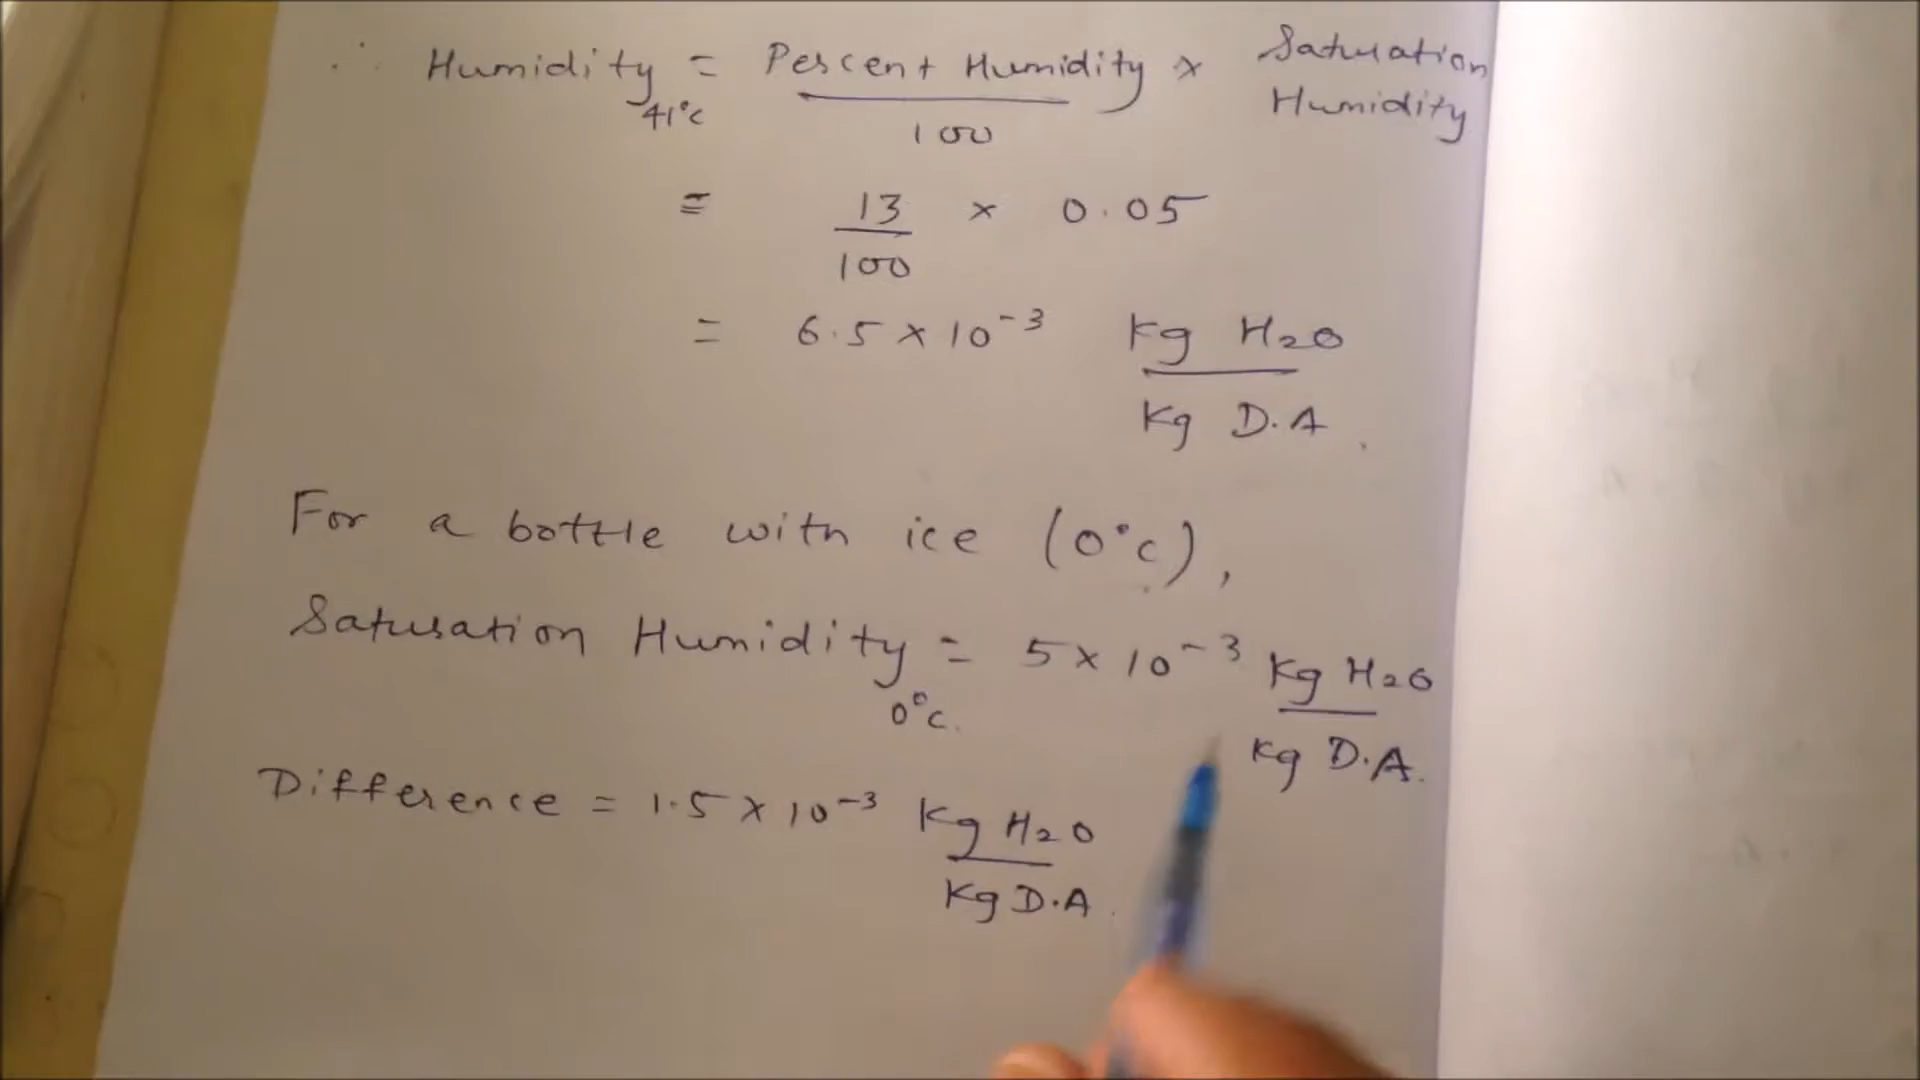 ∴ Humidity 41°C = Percent Humidity / 100 × Saturation Humidity
= 13 / 100 × 0.05
= 6.5 × 10⁻³ Kg H₂O / Kg D.A.
For a bottle with ice (0°C),
Saturation Humidity 0°C. = 5 × 10⁻³ Kg H₂O / Kg D.A.
Difference = 1.5 × 10⁻³ Kg H₂O / Kg D.A.